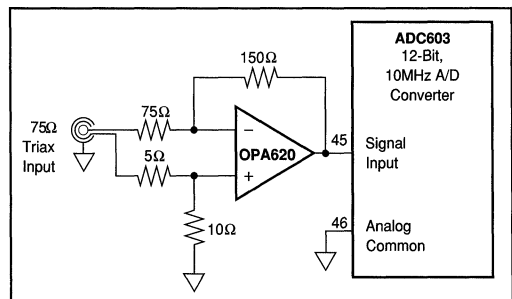 ADC603
12-Bit,
10MHz A/D
Converter
150Ω
75Ω
75Ω
Triax
Input
5Ω
−
OPA620
+
10Ω
45
Signal
Input
46
Analog
Common